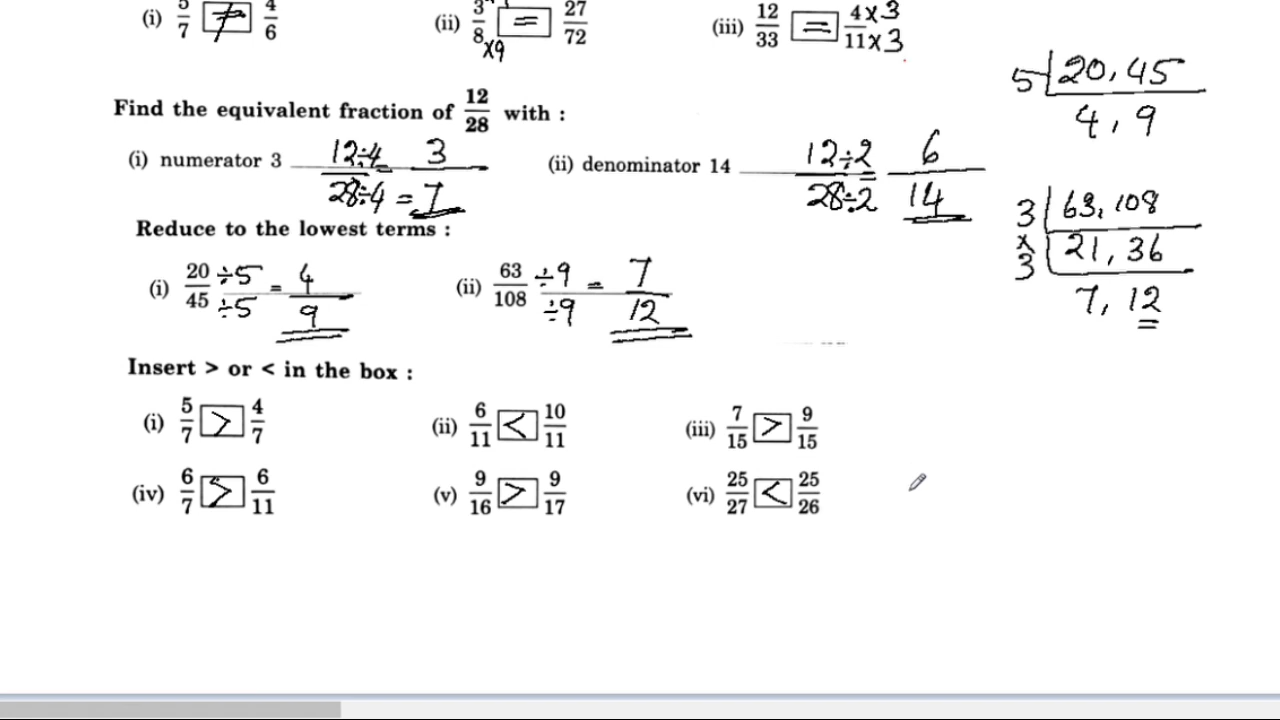 (i) 5/7 ≠ 4/6 (ii) 3/8 ×9 = 27/72 (iii) 12/33 = 4×3/11×3
Find the equivalent fraction of 12/28 with :
(i) numerator 3 12÷4/28÷4 = 3/7 (ii) denominator 14 12÷2/28÷2 = 6/14
Reduce to the lowest terms :
(i) 20÷5/45÷5 = 4/9 (ii) 63÷9/108÷9 = 7/12
Insert > or < in the box :
(i) 5/7 > 4/7 (ii) 6/11 < 10/11 (iii) 7/15 > 9/15
(iv) 6/7 > 6/11 (v) 9/16 > 9/17 (vi) 25/27 < 25/26
5 20, 45
4, 9
3 63, 108
×
3 21, 36
7, 12